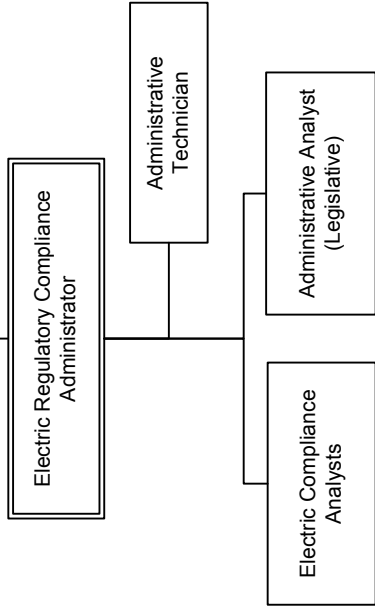 Electric Regulatory Compliance
Administrator
Administrative
Technician
Electric Compliance
Analysts
Administrative Analyst
(Legislative)